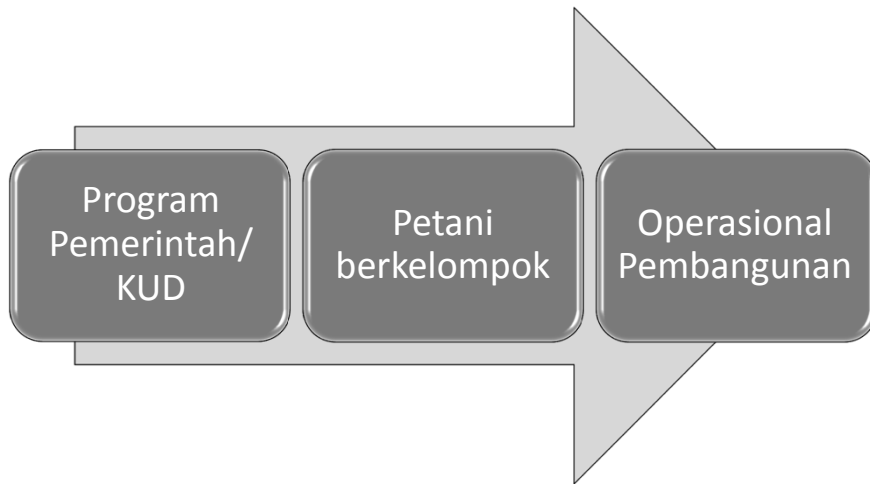 Program
Pemerintah/
KUD
Petani
berkelompok
Operasional
Pembangunan